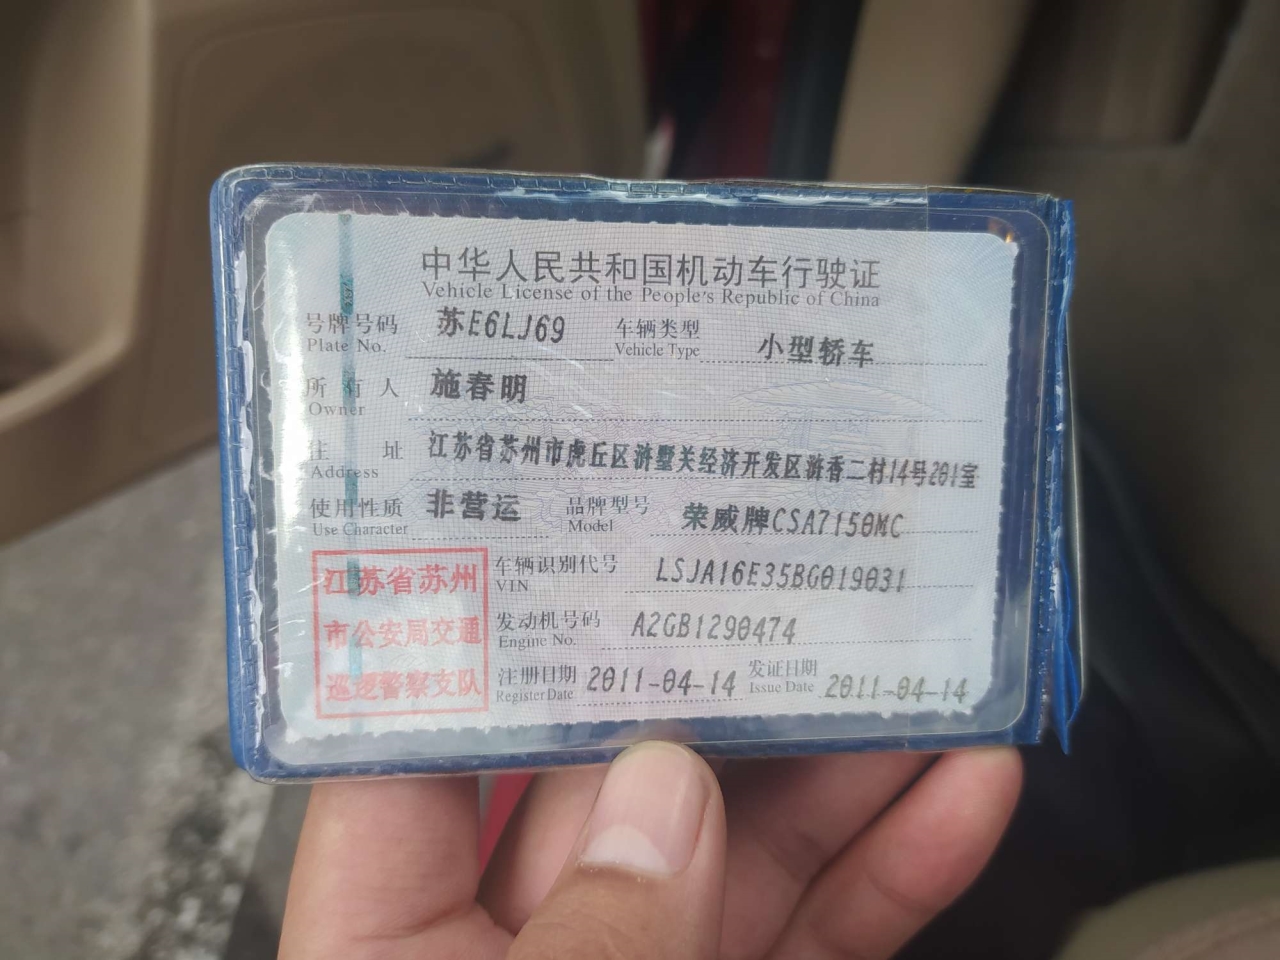 中华人民共和国机动车行驶证
Vehicle License of the People's Republic of China
号牌号码 苏E6LJ69 车辆类型 小型轿车
Plate No. Vehicle Type
所有人 施春明
Owner
住址 江苏省苏州市虎丘区浒墅关经济开发区浒香二村14号201室
Address
使用性质 非营运 品牌型号 荣威牌CSA7150MC
Use Character Model
江苏省苏州
市公安局交通
巡逻警察支队
车辆识别代号 LSJA16E35BG019031
VIN
发动机号码 A2GB1290474
Engine No.
注册日期 2011-04-14 发证日期 2011-04-14
Register Date Issue Date